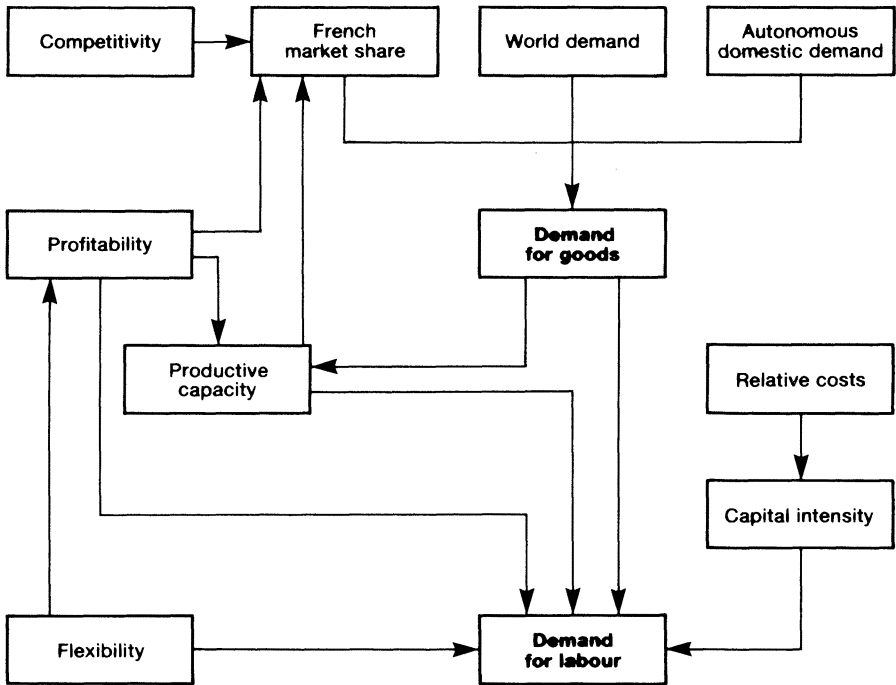 Competitivity
French
market share
World demand
Autonomous
domestic demand
Profitability
Demand
for goods
Productive
capacity
Relative costs
Capital intensity
Flexibility
Demand
for labour